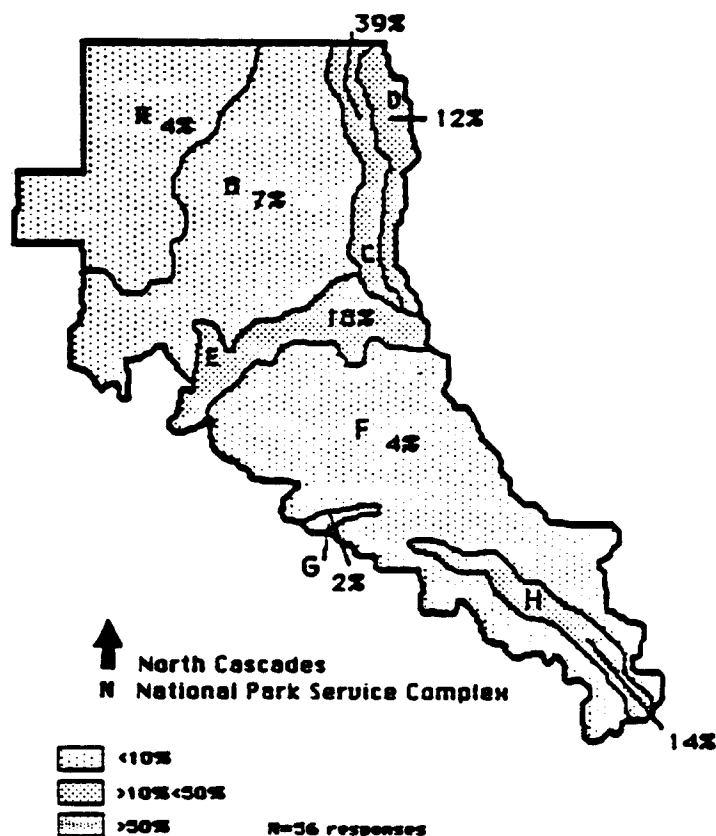 39%
D
12%
A 4%
B 7%
C
18%
E
F 4%
G
2%
H
14%
N
North Cascades
National Park Service Complex
<10%
>10%<50%
>50%
N=56 responses